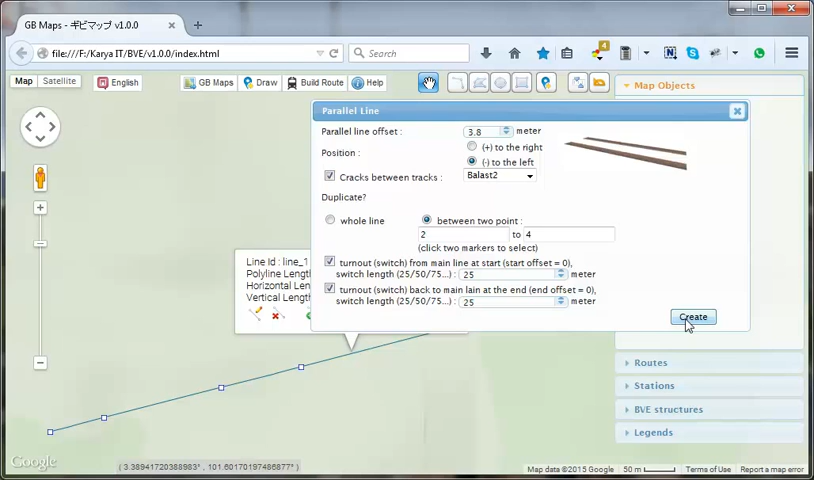 GB Maps - ギビマップ v1.0.0
file:///F:/Karya IT/BVE/v1.0.0/index.html
Search
4
Map
Satellite
English
GB Maps
Draw
Build Route
Help
Map Objects
Parallel Line
Parallel line offset :
3.8
meter
Position :
(+) to the right
(-) to the left
Cracks between tracks :
Balast2
Duplicate?
whole line
between two point :
2
to
4
(click two markers to select)
turnout (switch) from main line at start (start offset = 0),
switch length (25/50/75...) :
25
meter
turnout (switch) back to main lain at the end (end offset = 0),
switch length (25/50/75...) :
25
meter
Create
Line Id : line_1
Polyline Length
Horizontal Len
Vertical Length
Routes
Stations
BVE structures
Legends
Google
( 3.38941720388983° , 101.60170197486877° )
Map data ©2015 Google
50 m
Terms of Use
Report a map error